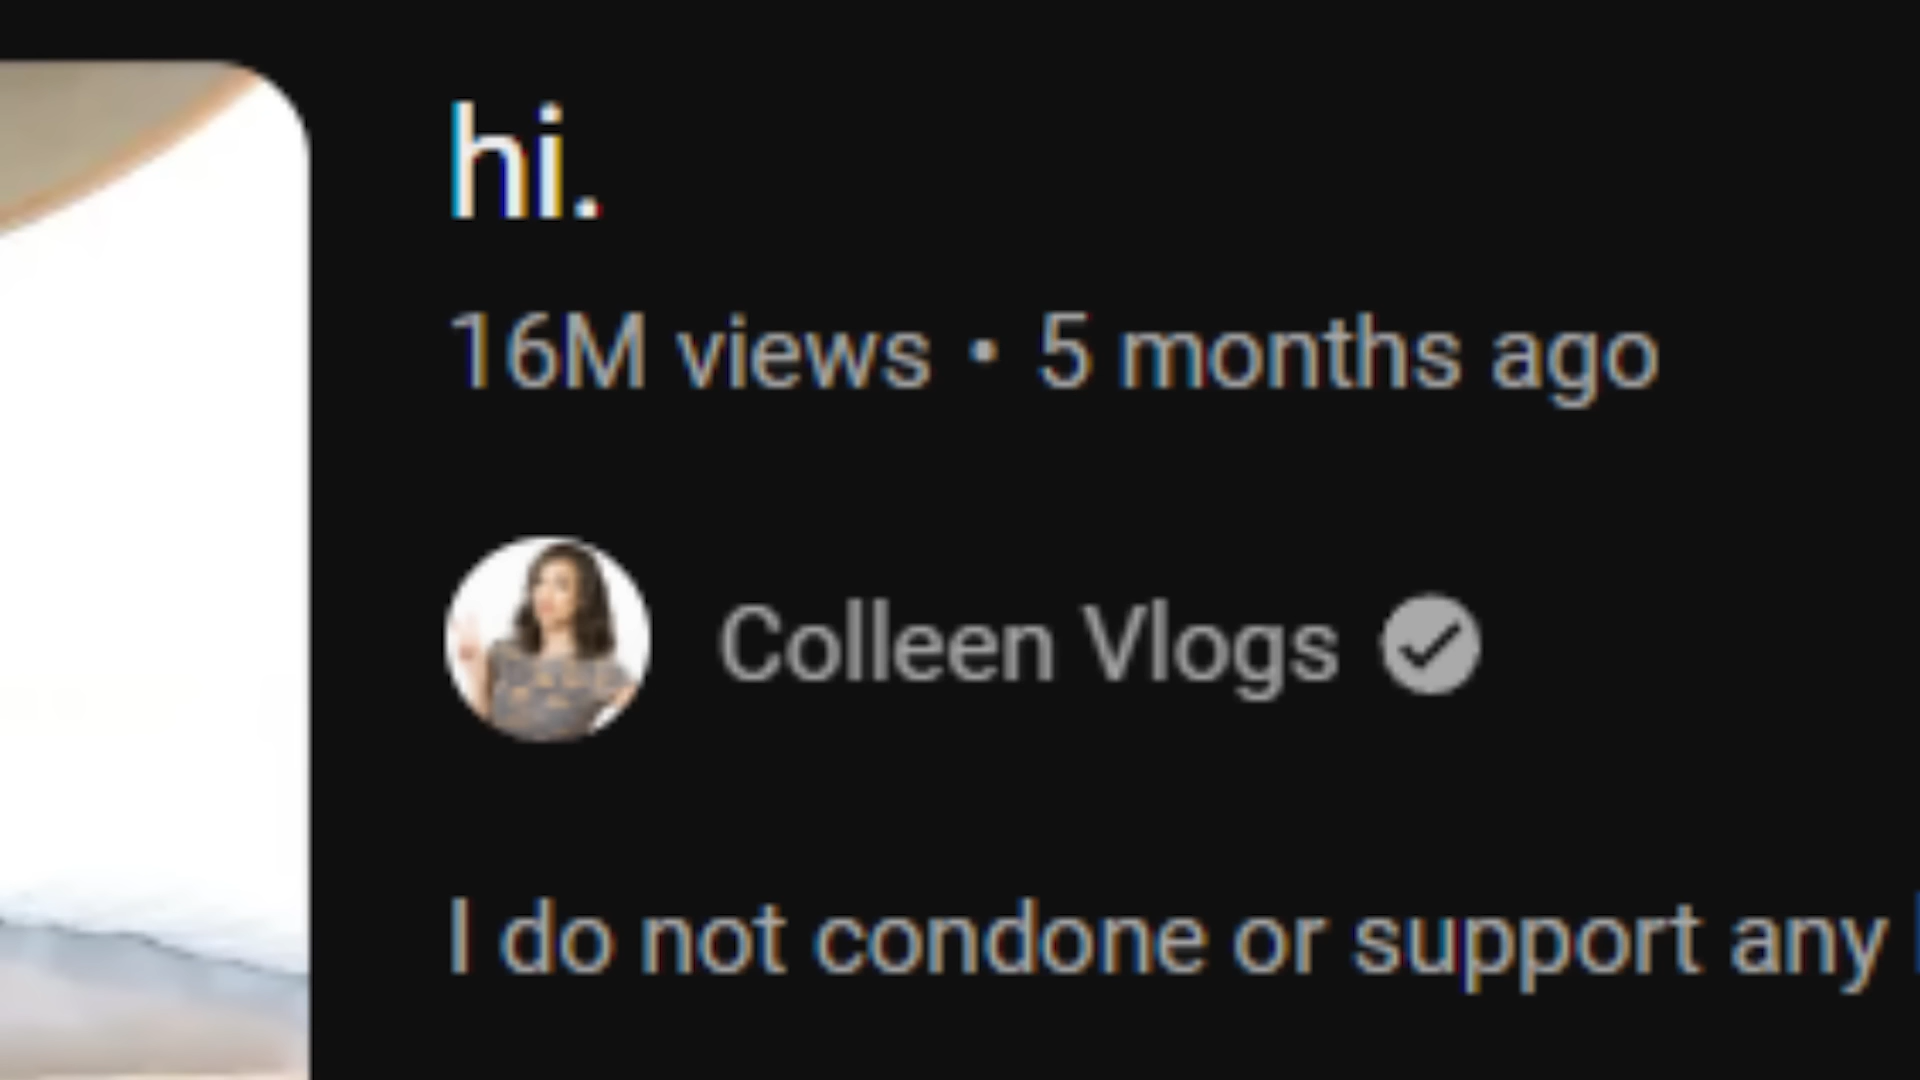 hi.
16M views • 5 months ago
Colleen Vlogs
I do not condone or support any